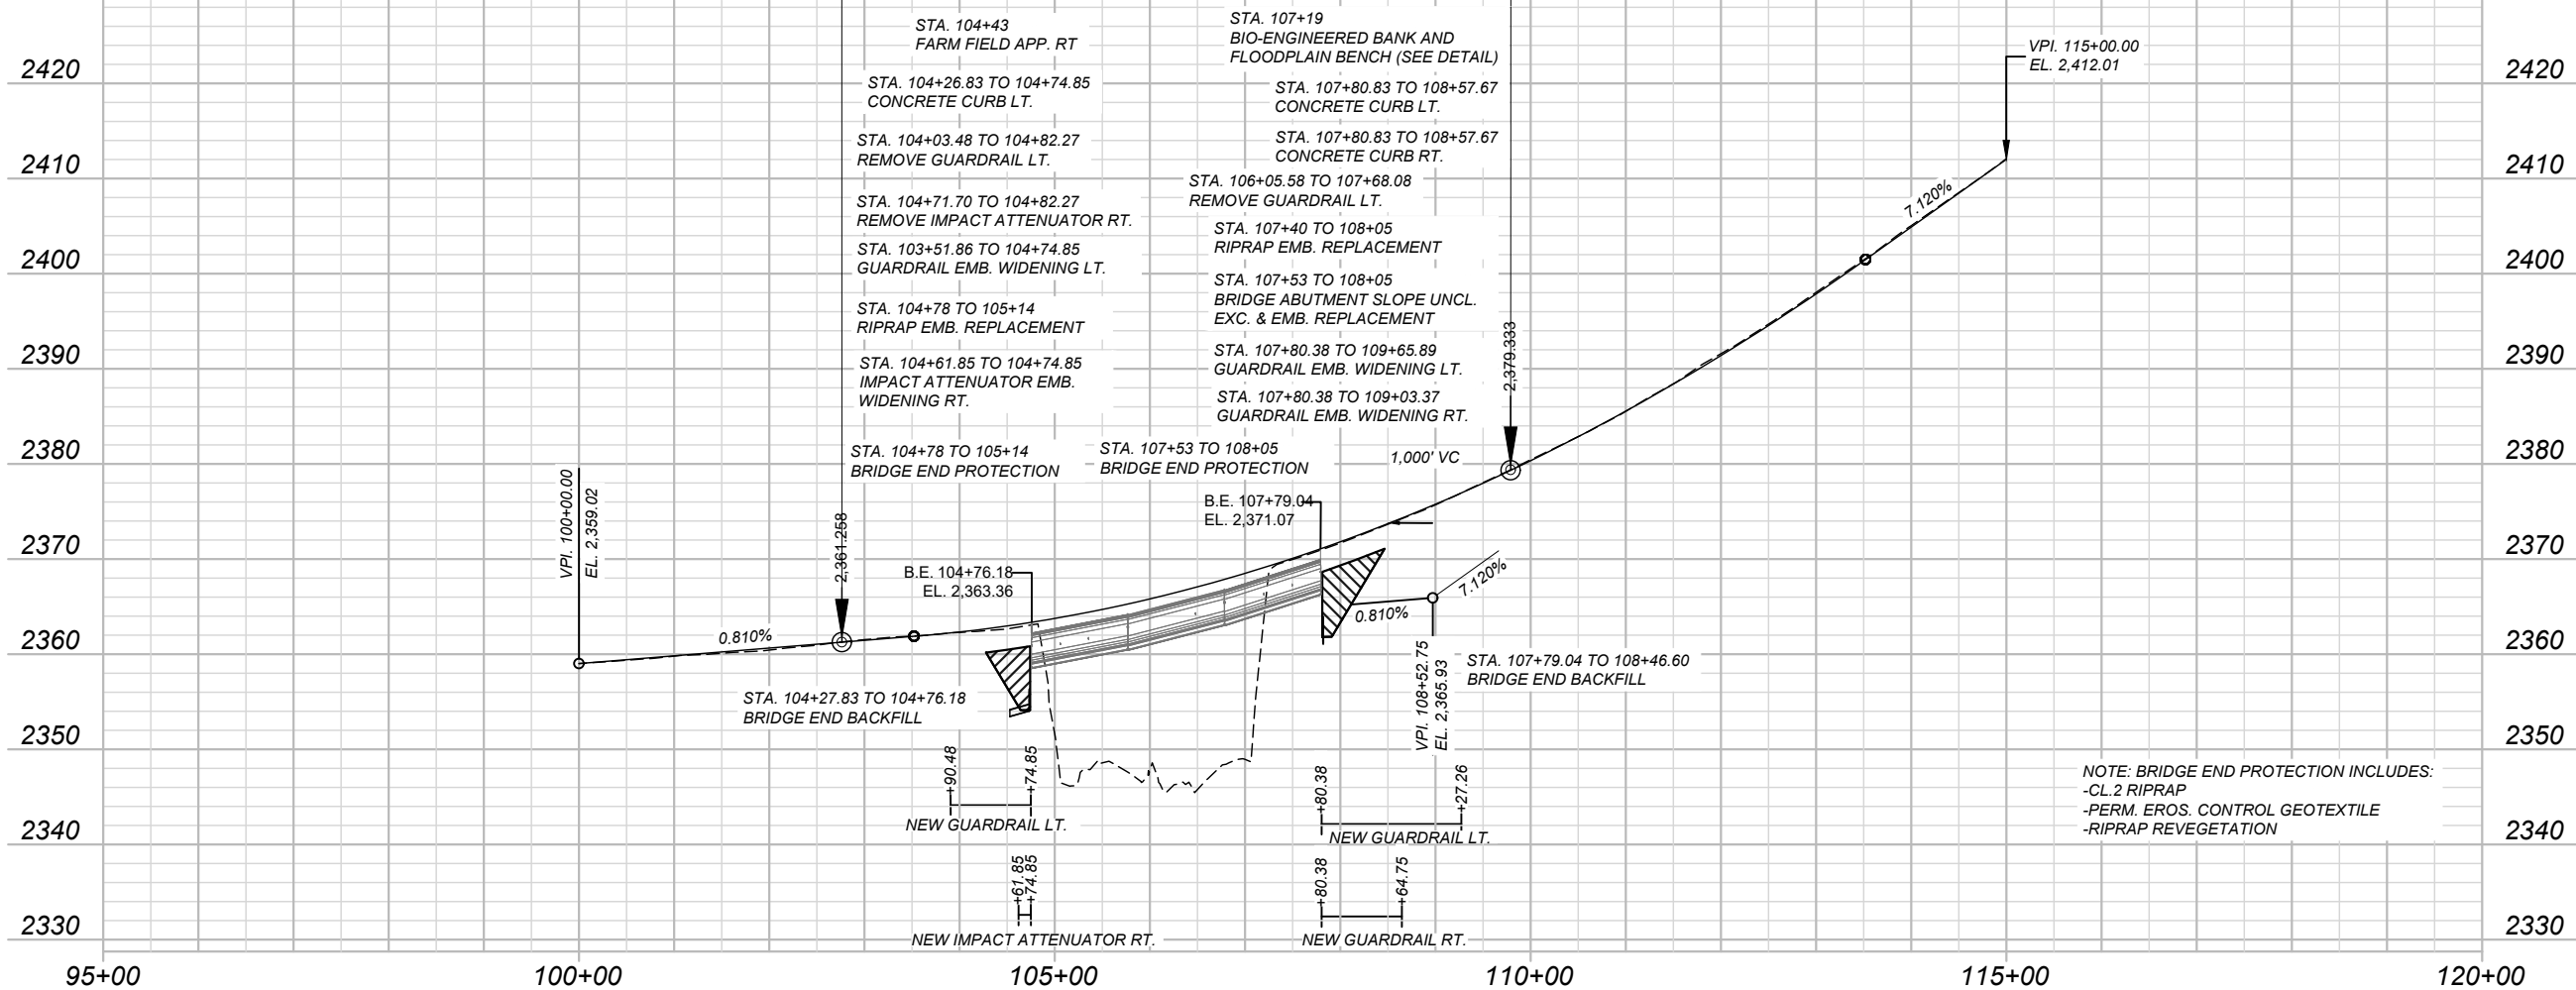 STA. 104+43
FARM FIELD APP. RT
STA. 104+26.83 TO 104+74.85
CONCRETE CURB LT.
STA. 104+03.48 TO 104+82.27
REMOVE GUARDRAIL LT.
STA. 104+71.70 TO 104+82.27
REMOVE IMPACT ATTENUATOR RT.
STA. 103+51.86 TO 104+74.85
GUARDRAIL EMB. WIDENING LT.
STA. 104+78 TO 105+14
RIPRAP EMB. REPLACEMENT
STA. 104+61.85 TO 104+74.85
IMPACT ATTENUATOR EMB.
WIDENING RT.
STA. 104+78 TO 105+14
BRIDGE END PROTECTION
STA. 107+19
BIO-ENGINEERED BANK AND
FLOODPLAIN BENCH (SEE DETAIL)
STA. 107+80.83 TO 108+57.67
CONCRETE CURB LT.
STA. 107+80.83 TO 108+57.67
CONCRETE CURB RT.
STA. 106+05.58 TO 107+68.08
REMOVE GUARDRAIL LT.
STA. 107+40 TO 108+05
RIPRAP EMB. REPLACEMENT
STA. 107+53 TO 108+05
BRIDGE ABUTMENT SLOPE UNCL.
EXC. & EMB. REPLACEMENT
STA. 107+80.38 TO 109+65.89
GUARDRAIL EMB. WIDENING LT.
STA. 107+80.38 TO 109+03.37
GUARDRAIL EMB. WIDENING RT.
STA. 107+53 TO 108+05
BRIDGE END PROTECTION
1,000' VC
2,379.333
VPI. 115+00.00
EL. 2,412.01
7.120%
VPI. 100+00.00
EL. 2,359.02
0.810%
2,361.258
B.E. 104+76.18
EL. 2,363.36
B.E. 107+79.04
EL. 2,371.07
0.810%
7.120%
VPI. 108+52.75
EL. 2,365.93
STA. 107+79.04 TO 108+46.60
BRIDGE END BACKFILL
STA. 104+27.83 TO 104+76.18
BRIDGE END BACKFILL
+90.48
+74.85
NEW GUARDRAIL LT.
+61.85
+74.85
NEW IMPACT ATTENUATOR RT.
+80.38
+27.26
NEW GUARDRAIL LT.
+80.38
+64.75
NEW GUARDRAIL RT.
NOTE: BRIDGE END PROTECTION INCLUDES:
-CL.2 RIPRAP
-PERM. EROS. CONTROL GEOTEXTILE
-RIPRAP REVEGETATION
2420
2410
2400
2390
2380
2370
2360
2350
2340
2330
2420
2410
2400
2390
2380
2370
2360
2350
2340
2330
95+00
100+00
105+00
110+00
115+00
120+00